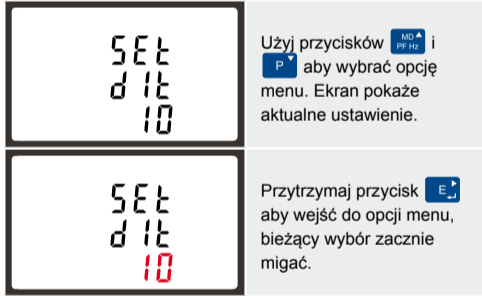 SEt
dIt
10
Użyj przycisków MD PF Hz i
P aby wybrać opcję
menu. Ekran pokaże
aktualne ustawienie.
SEt
dIt
10
Przytrzymaj przycisk E
aby wejść do opcji menu,
bieżący wybór zacznie
migać.